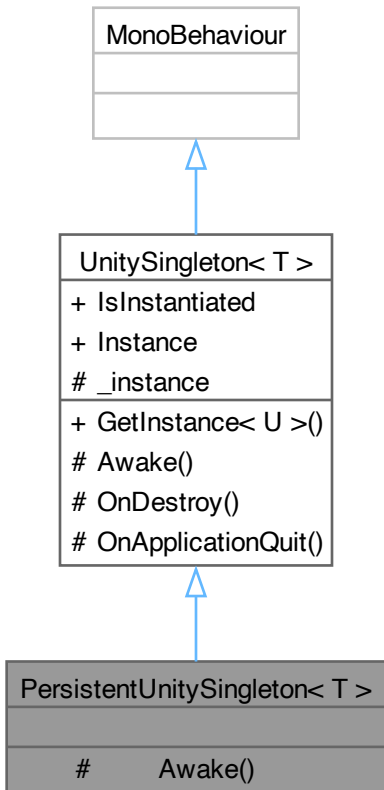 MonoBehaviour
UnitySingleton< T >
+ IsInstantiated
+ Instance
# _instance
+ GetInstance< U >()
# Awake()
# OnDestroy()
# OnApplicationQuit()
PersistentUnitySingleton< T >
# Awake()